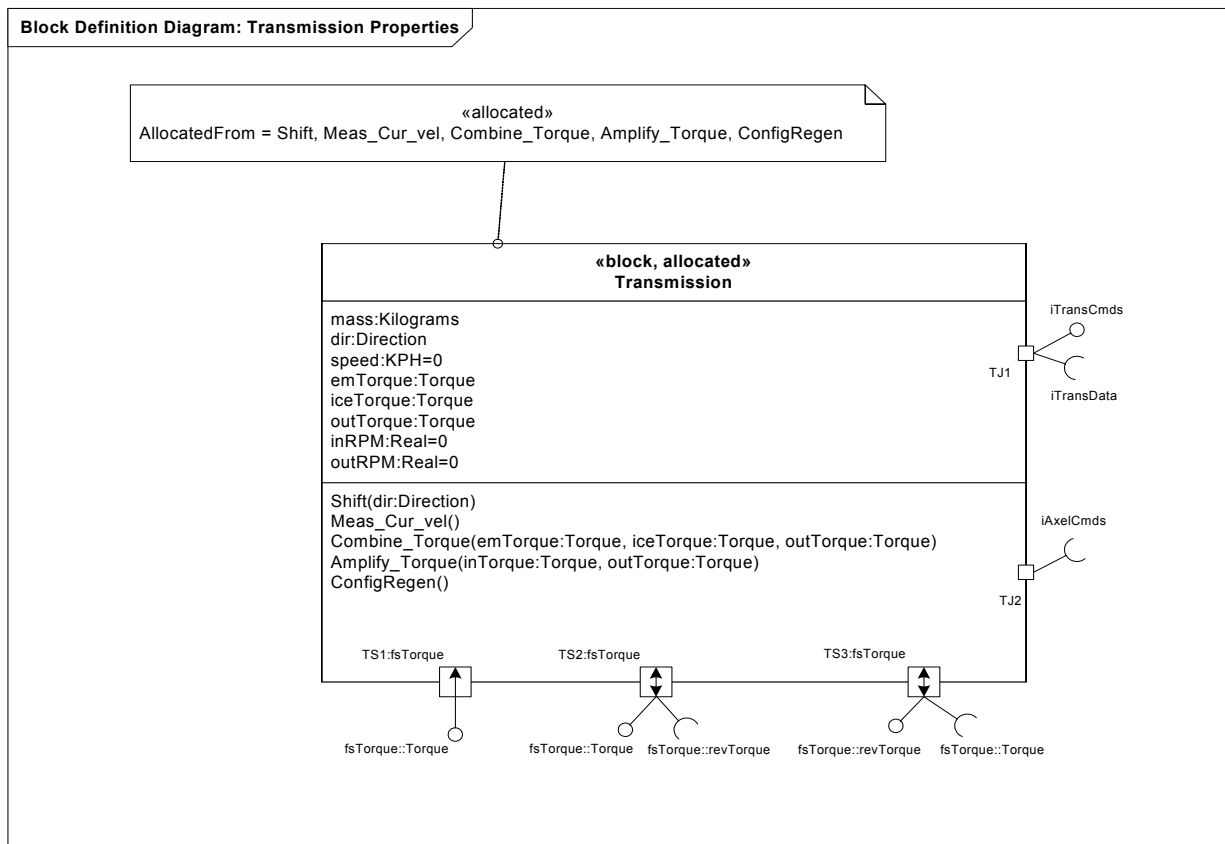 Block Definition Diagram: Transmission Properties
«allocated»
AllocatedFrom = Shift, Meas_Cur_vel, Combine_Torque, Amplify_Torque, ConfigRegen
«block, allocated»
Transmission
mass:Kilograms
dir:Direction
speed:KPH=0
emTorque:Torque
iceTorque:Torque
outTorque:Torque
inRPM:Real=0
outRPM:Real=0
iTransCmds
TJ1
iTransData
Shift(dir:Direction)
Meas_Cur_vel()
Combine_Torque(emTorque:Torque, iceTorque:Torque, outTorque:Torque)
Amplify_Torque(inTorque:Torque, outTorque:Torque)
ConfigRegen()
iAxelCmds
TJ2
TS1:fsTorque
TS2:fsTorque
TS3:fsTorque
fsTorque::Torque
fsTorque::Torque
fsTorque::revTorque
fsTorque::revTorque
fsTorque::Torque